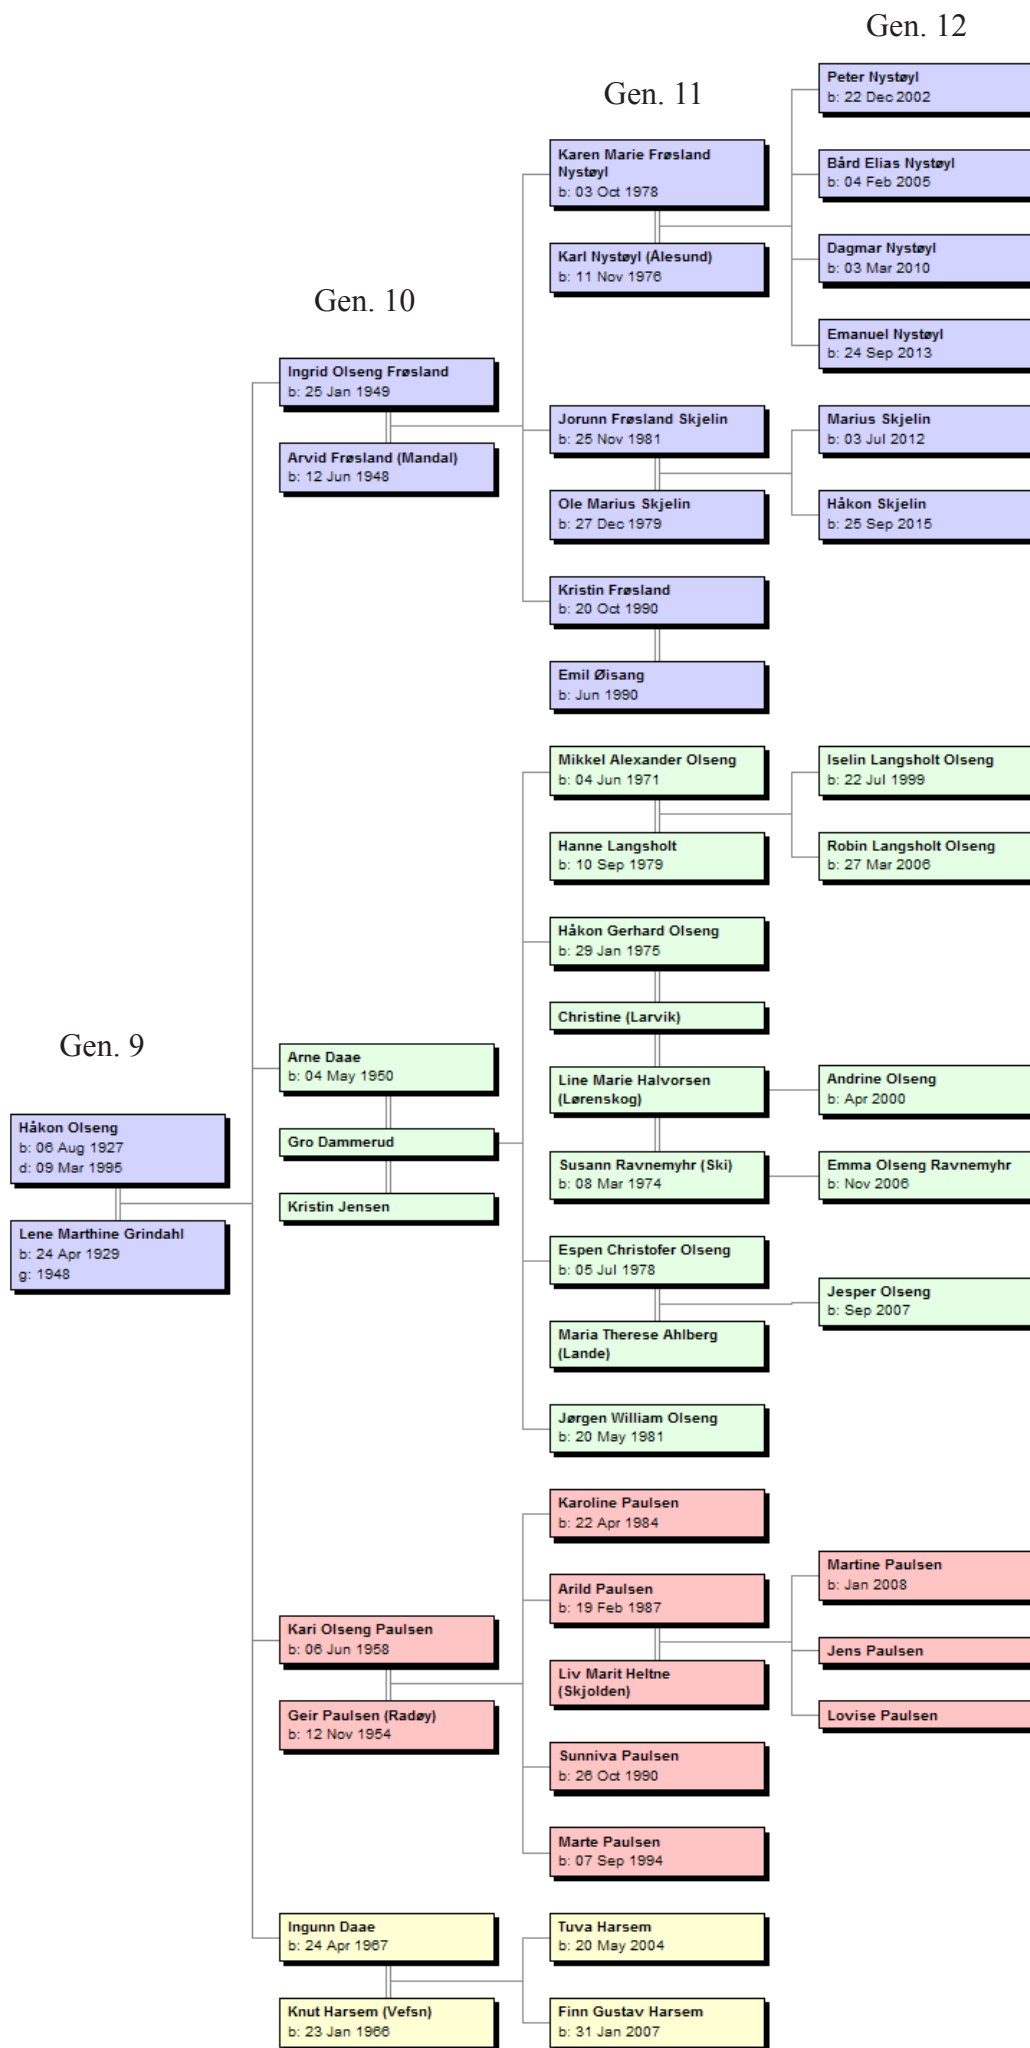 Gen. 12
Peter Nystøyl
b: 22 Dec 2002
Gen. 11
Karen Marie Frøsland
Nystøyl
b: 03 Oct 1978
Bård Elias Nystøyl
b: 04 Feb 2005
Karl Nystøyl (Ålesund)
b: 11 Nov 1976
Dagmar Nystøyl
b: 03 Mar 2010
Emanuel Nystøyl
b: 24 Sep 2013
Gen. 10
Ingrid Olseng Frøsland
b: 25 Jan 1949
Arvid Frøsland (Mandal)
b: 12 Jun 1948
Jorunn Frøsland Skjelin
b: 25 Nov 1981
Marius Skjelin
b: 03 Jul 2012
Ole Marius Skjelin
b: 27 Dec 1979
Håkon Skjelin
b: 25 Sep 2015
Kristin Frøsland
b: 20 Oct 1990
Emil Øisang
b: Jun 1990
Mikkel Alexander Olseng
b: 04 Jun 1971
Iselin Langsholt Olseng
b: 22 Jul 1999
Hanne Langsholt
b: 10 Sep 1979
Robin Langsholt Olseng
b: 27 Mar 2006
Håkon Gerhard Olseng
b: 29 Jan 1975
Christine (Larvik)
Gen. 9
Arne Daae
b: 04 May 1950
Line Marie Halvorsen
(Lørenskog)
Andrine Olseng
b: Apr 2000
Håkon Olseng
b: 06 Aug 1927
d: 09 Mar 1995
Gro Dammerud
Susann Ravnemyhr (Ski)
b: 08 Mar 1974
Emma Olseng Ravnemyhr
b: Nov 2006
Kristin Jensen
Lene Marthine Grindahl
b: 24 Apr 1929
g: 1948
Espen Christofer Olseng
b: 05 Jul 1978
Jesper Olseng
b: Sep 2007
Maria Therese Ahlberg
(Lande)
Jørgen William Olseng
b: 20 May 1981
Karoline Paulsen
b: 22 Apr 1984
Martine Paulsen
b: Jan 2008
Arild Paulsen
b: 19 Feb 1987
Kari Olseng Paulsen
b: 06 Jun 1958
Jens Paulsen
Liv Marit Heltne
(Skjolden)
Geir Paulsen (Radøy)
b: 12 Nov 1954
Lovise Paulsen
Sunniva Paulsen
b: 26 Oct 1990
Marte Paulsen
b: 07 Sep 1994
Ingunn Daae
b: 24 Apr 1967
Tuva Harsem
b: 20 May 2004
Knut Harsem (Vefsn)
b: 23 Jan 1966
Finn Gustav Harsem
b: 31 Jan 2007